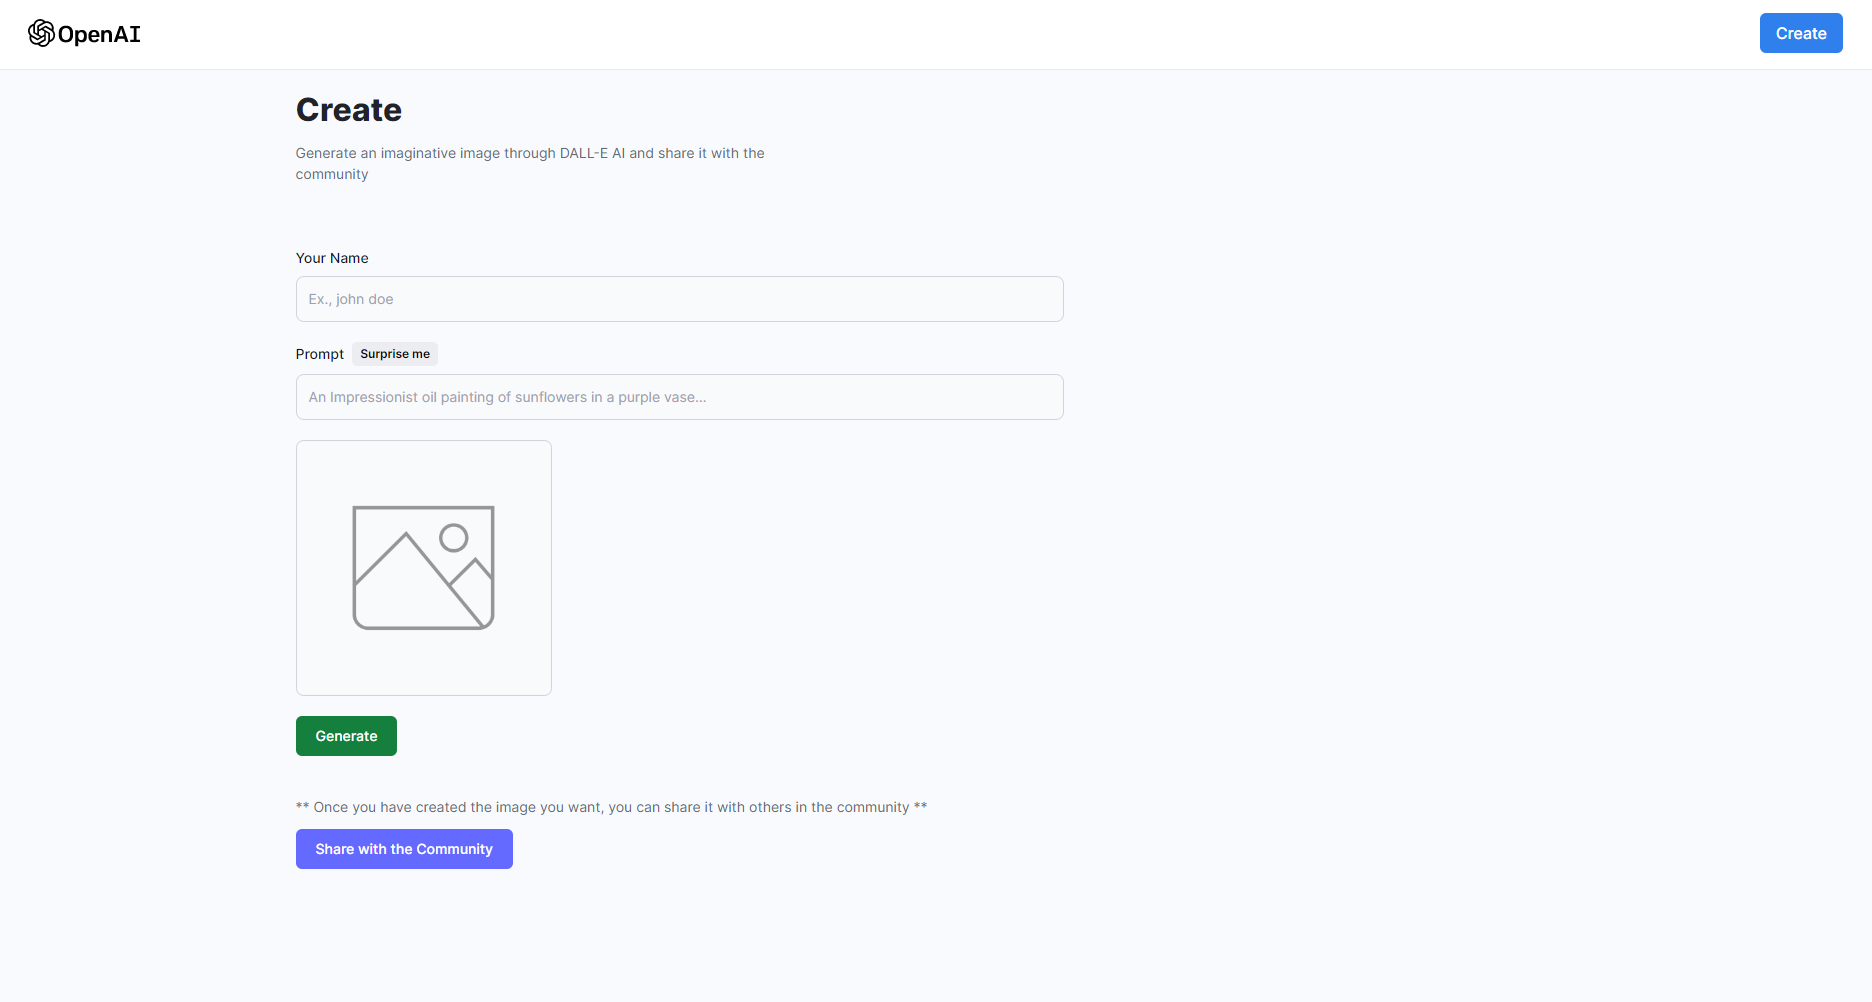 OpenAI
Create
Create
Generate an imaginative image through DALL-E AI and share it with the
community
Your Name
Ex., john doe
Prompt
Surprise me
An Impressionist oil painting of sunflowers in a purple vase...
Generate
** Once you have created the image you want, you can share it with others in the community **
Share with the Community